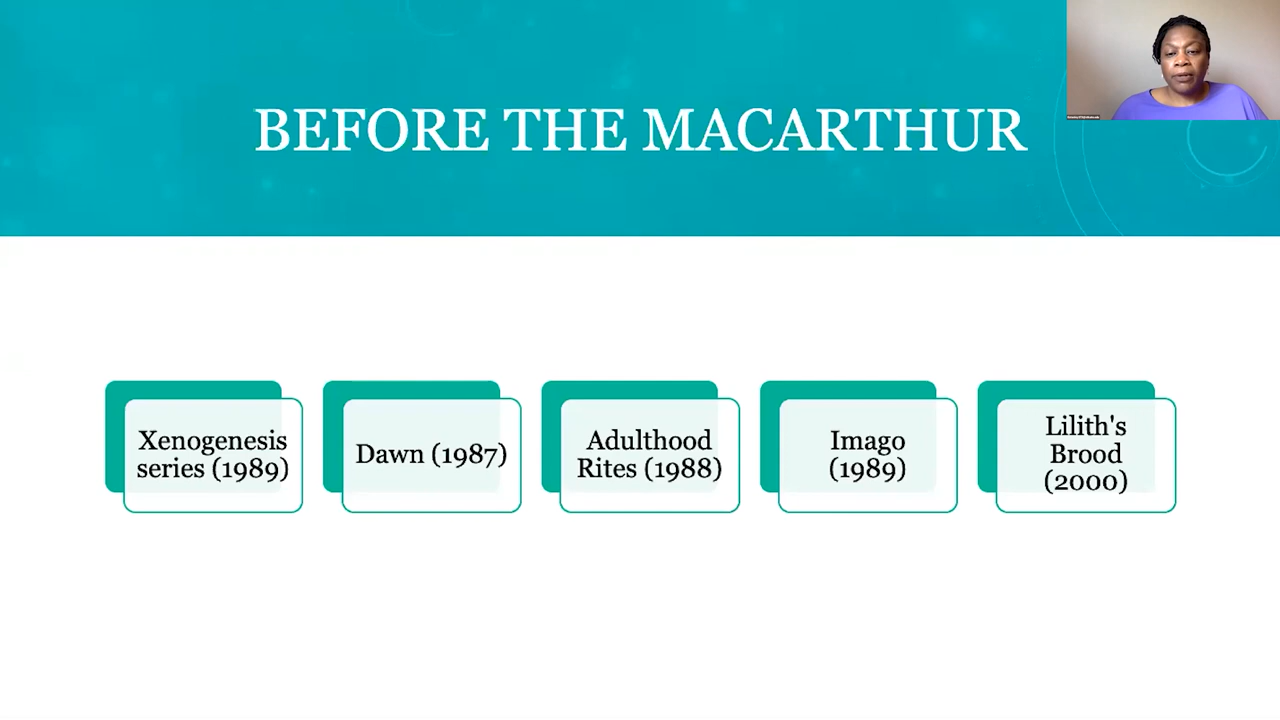 BEFORE THE MACARTHUR
Xenogenesis
series (1989)
Dawn (1987)
Adulthood
Rites (1988)
Imago
(1989)
Lilith's
Brood
(2000)